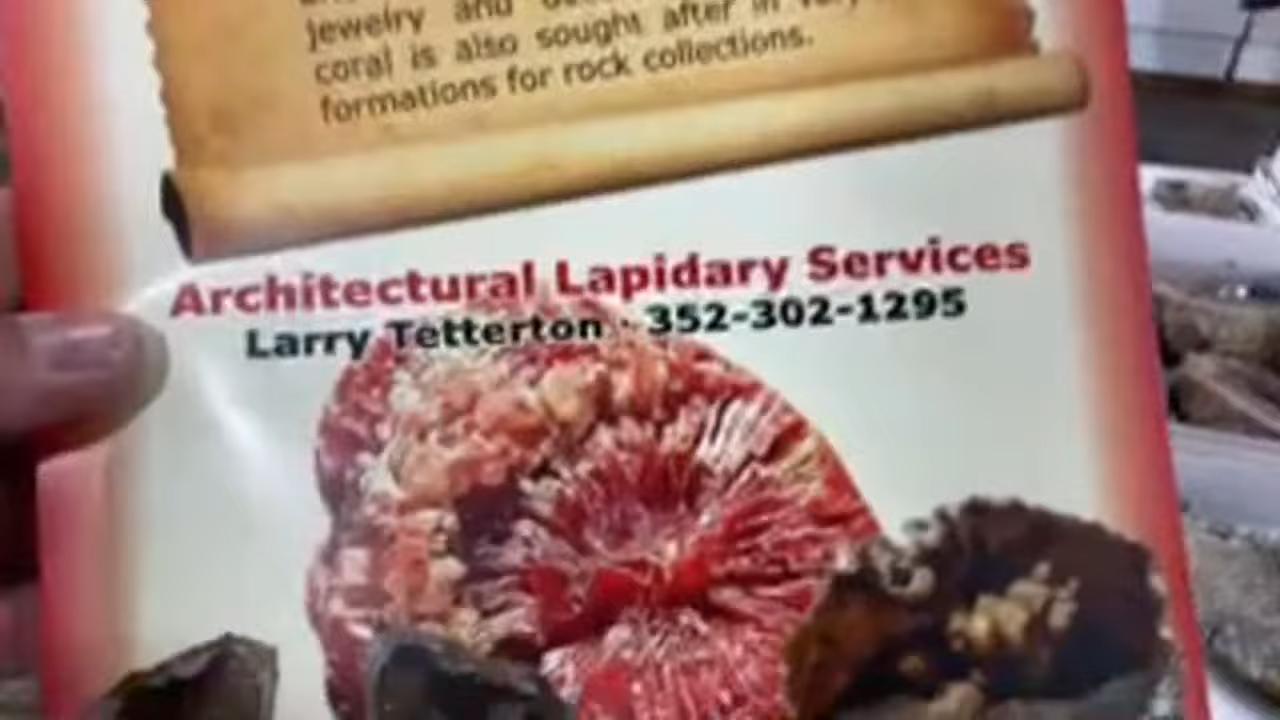 jewelry and
coral is also sought after in very
formations for rock collections.
Architectural Lapidary Services
Larry Tetterton · 352-302-1295